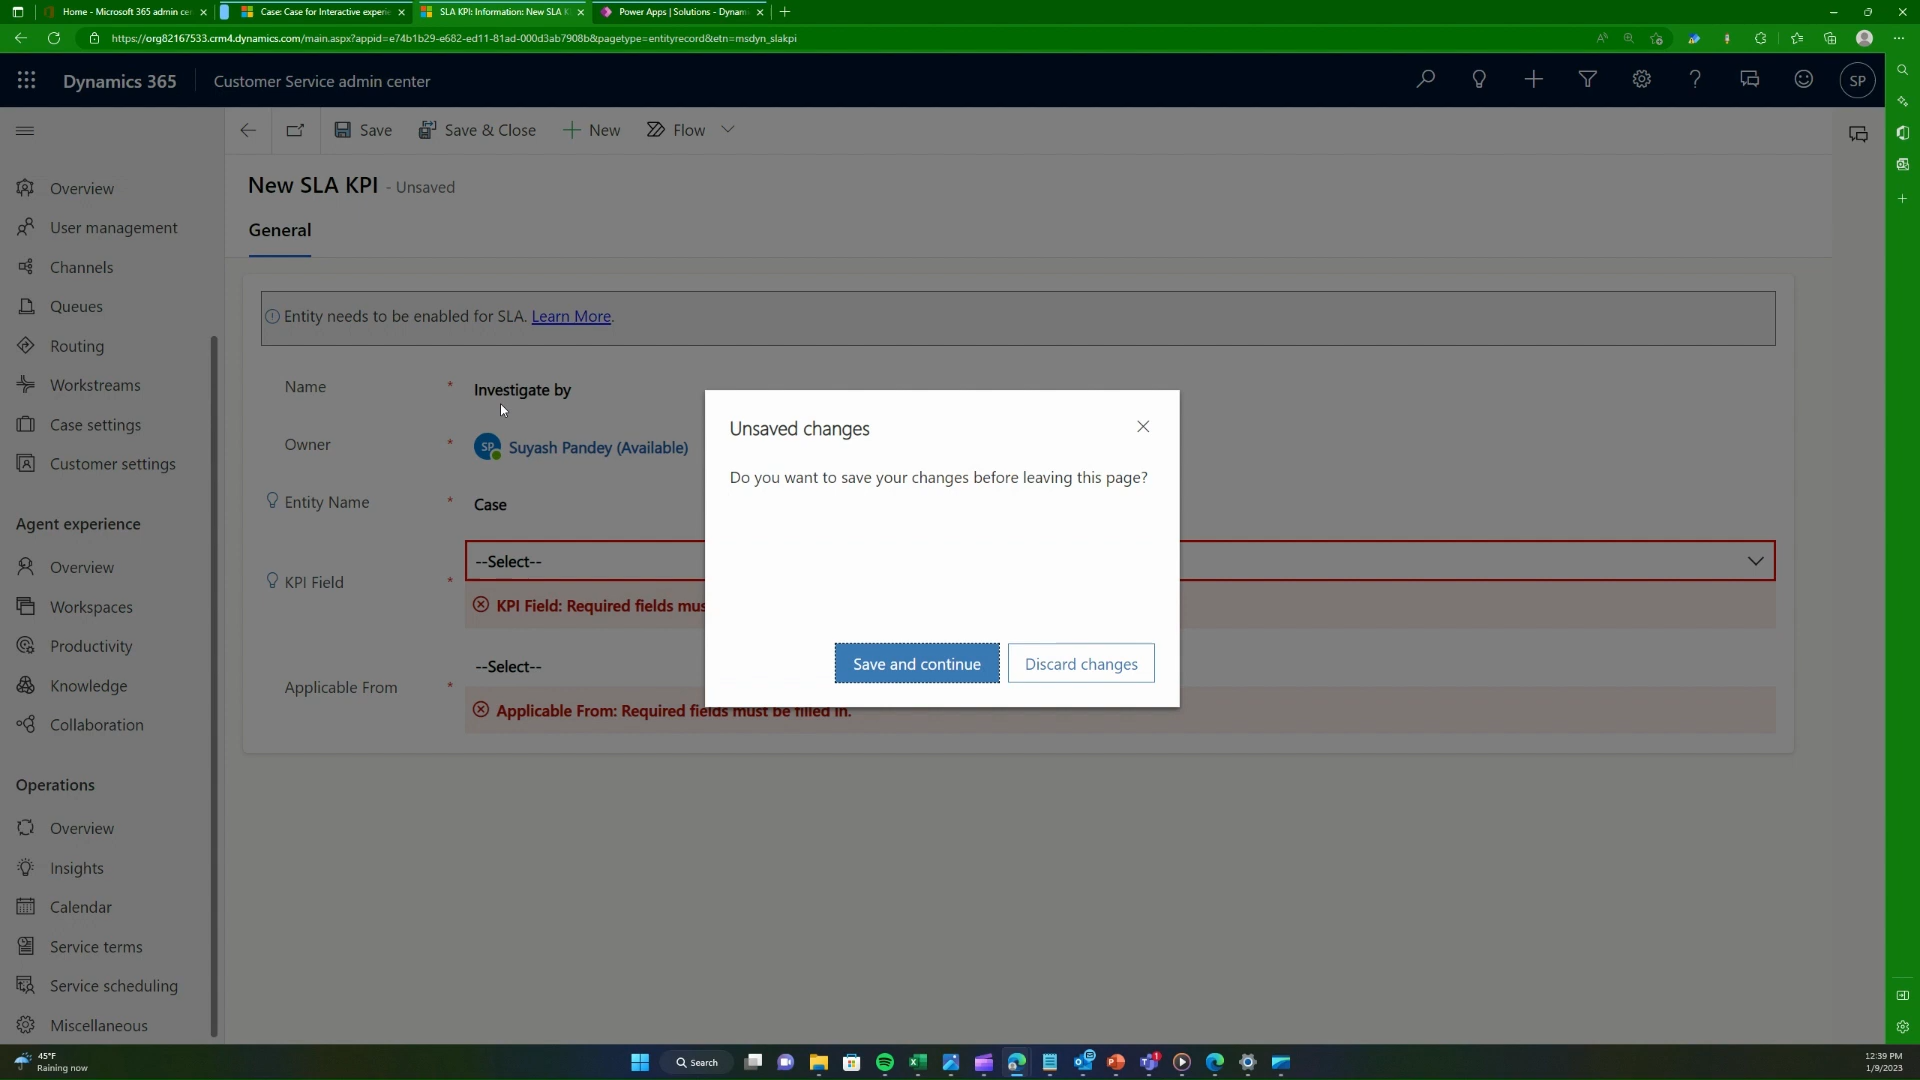 Home - Microsoft 365 admin cer
Case: Case for Interactive experie
SLA KPI: Information: New SLA K
Power Apps | Solutions - Dynam
https://org82167533.crm4.dynamics.com/main.aspx?appid=e74b1b29-e682-ed11-81ad-000d3ab7908b&pagetype=entityrecord&etn=msdyn_slakpi
Dynamics 365
Customer Service admin center
SP
Save
Save & Close
New
Flow
New SLA KPI - Unsaved
General
Overview
User management
Channels
Queues
Routing
Workstreams
Case settings
Customer settings
Agent experience
Overview
Workspaces
Productivity
Knowledge
Collaboration
Operations
Overview
Insights
Calendar
Service terms
Service scheduling
Miscellaneous
Entity needs to be enabled for SLA. Learn More.
Name * Investigate by
Owner * SP Suyash Pandey (Available)
Entity Name * Case
KPI Field * --Select--
KPI Field: Required fields mus
Applicable From * --Select--
Applicable From: Required fields must be filled in.
Unsaved changes
Do you want to save your changes before leaving this page?
Save and continue
Discard changes
45°F
Raining now
Search
1
12:39 PM
1/9/2023